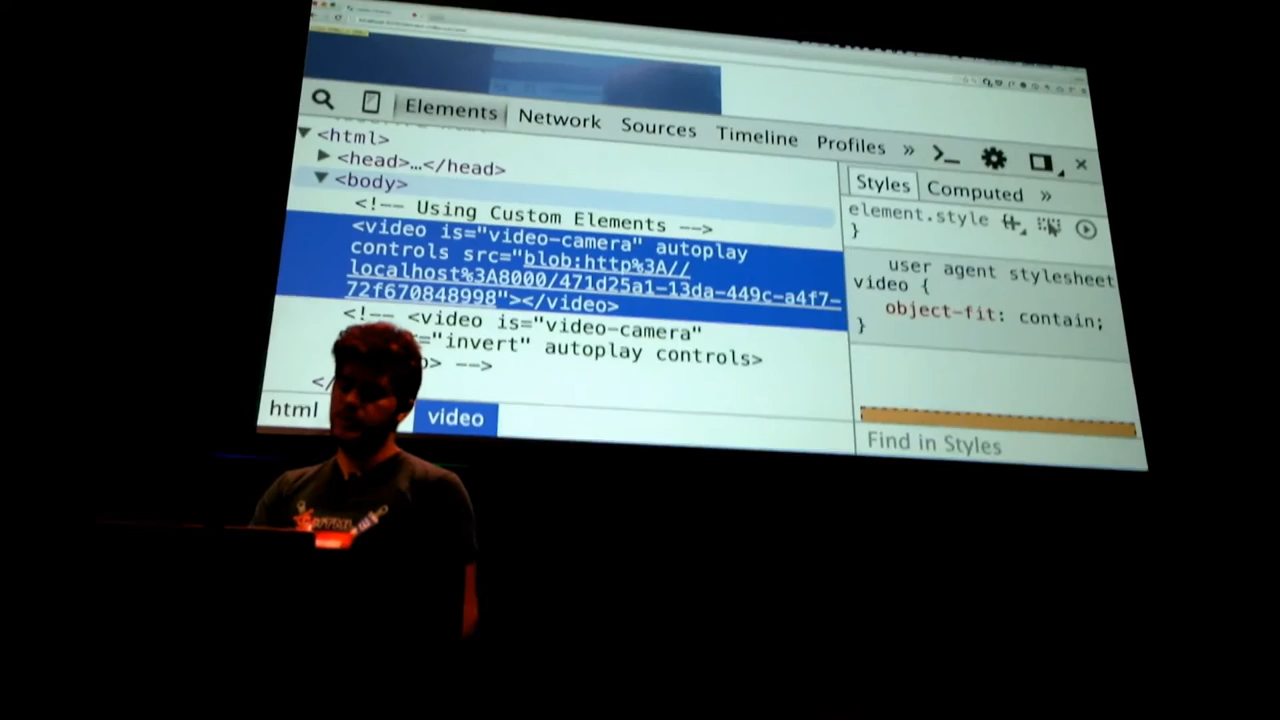 Elements Network Sources Timeline Profiles »
<html>
<head>…</head>
<body>
<!-- Using Custom Elements -->
<video is="video-camera" autoplay
controls src="blob:http%3A//
localhost%3A8000/471d25a1-13da-449c-a4f7-
72f670848998"></video>
<!-- <video is="video-camera"
="invert" autoplay controls>
> -->
</
html video
Styles Computed »
element.style
}
user agent stylesheet
video {
object-fit: contain;
}
Find in Styles
HTML